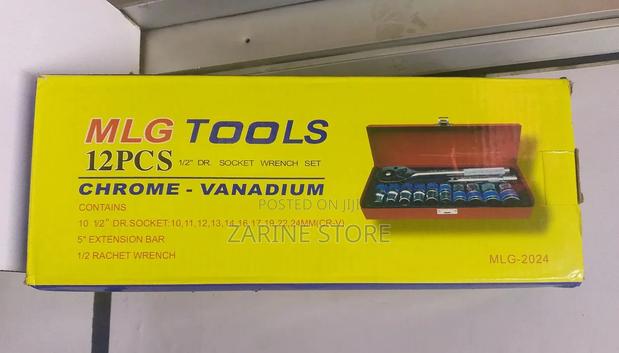 MLG TOOLS
12PCS 1/2" DR. SOCKET WRENCH SET
CHROME - VANADIUM
CONTAINS
10 1/2" DR.SOCKET:10,11,12,13,14,16,17,19,22,24MM(CR-V)
5" EXTENSION BAR
1/2 RACHET WRENCH
MLG-2024
POSTED ON JIJI
ZARINE STORE